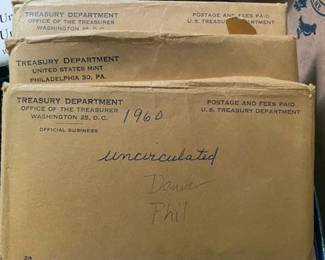 TREASURY DEPARTMENT
OFFICE OF THE TREASURER
WASHINGTON 25, D. C.
POSTAGE AND FEES PAID
U. S. TREASURY DEPARTMENT
TREASURY DEPARTMENT
UNITED STATES MINT
PHILADELPHIA 30, PA.
TREASURY DEPARTMENT
OFFICE OF THE TREASURER
WASHINGTON 25, D. C.
OFFICIAL BUSINESS
1960
POSTAGE AND FEES PAID
U. S. TREASURY DEPARTMENT
uncirculated
Denver
Phil